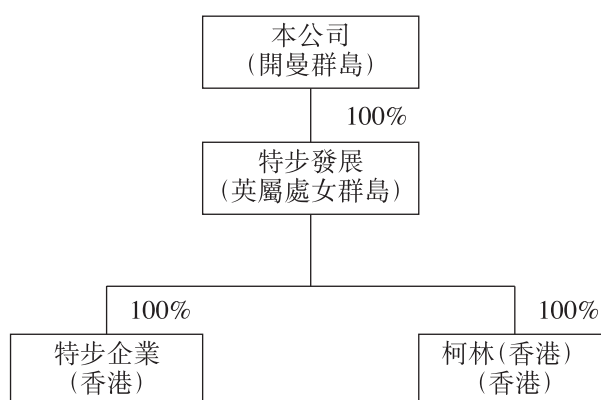 本公司
(開曼群島)
100%
特步發展
(英屬處女群島)
100%
100%
特步企業
(香港)
柯林(香港)
(香港)